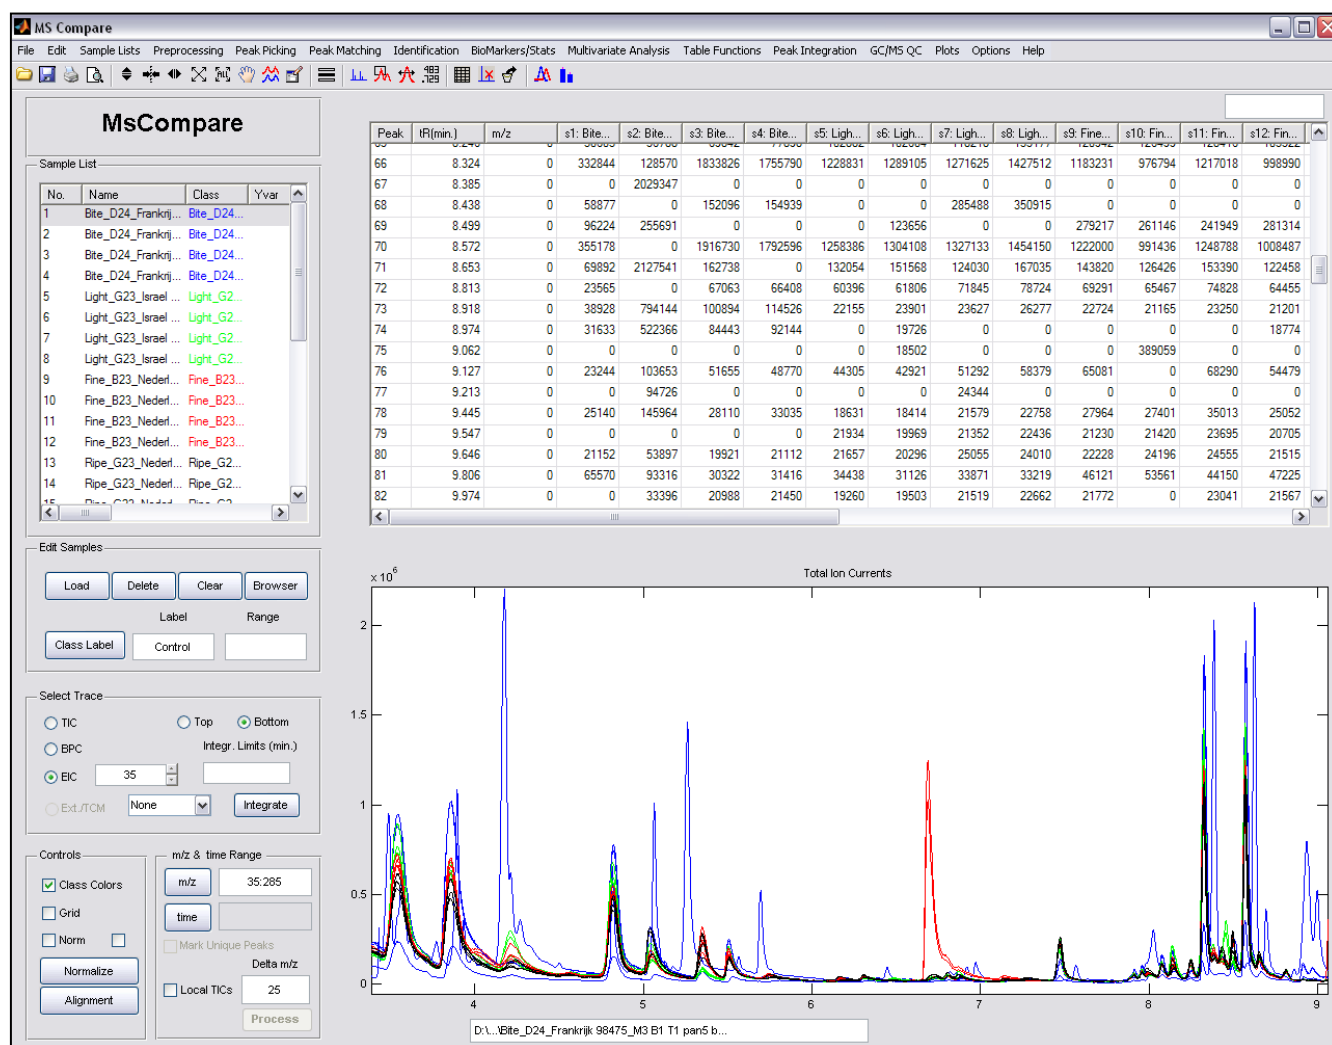 MS Compare
File Edit Sample Lists Preprocessing Peak Picking Peak Matching Identification BioMarkers/Stats Multivariate Analysis Table Functions Peak Integration GC/MS QC Plots Options Help
MsCompare
Sample List
No. Name Class Yvar
1 Bite_D24_Frankrij... Bite_D24...
2 Bite_D24_Frankrij... Bite_D24...
3 Bite_D24_Frankrij... Bite_D24...
4 Bite_D24_Frankrij... Bite_D24...
5 Light_G23_Israel ... Light_G2...
6 Light_G23_Israel ... Light_G2...
7 Light_G23_Israel ... Light_G2...
8 Light_G23_Israel ... Light_G2...
9 Fine_B23_Nederl... Fine_B23...
10 Fine_B23_Nederl... Fine_B23...
11 Fine_B23_Nederl... Fine_B23...
12 Fine_B23_Nederl... Fine_B23...
13 Ripe_G23_Nederl... Ripe_G2...
14 Ripe_G23_Nederl... Ripe_G2...
Peak tR(min.) m/z s1: Bite... s2: Bite... s3: Bite... s4: Bite... s5: Ligh... s6: Ligh... s7: Ligh... s8: Ligh... s9: Fine... s10: Fin... s11: Fin... s12: Fin...
66 8.324 0 332844 128570 1833826 1755790 1228831 1289105 1271625 1427512 1183231 976794 1217018 998990
67 8.385 0 0 2029347 0 0 0 0 0 0 0 0 0 0
68 8.438 0 58877 0 152096 154939 0 0 285488 350915 0 0 0 0
69 8.499 0 96224 255691 0 0 0 123656 0 0 279217 261146 241949 281314
70 8.572 0 355178 0 1916730 1792596 1258386 1304108 1327133 1454150 1222000 991436 1248788 1008487
71 8.653 0 69892 2127541 162738 0 132054 151568 124030 167035 143820 126426 153390 122458
72 8.813 0 23565 0 67063 66408 60396 61806 71845 78724 69291 65467 74828 64455
73 8.918 0 38928 794144 100894 114526 22155 23901 23627 26277 22724 21165 23250 21201
74 8.974 0 31633 522366 84443 92144 0 19726 0 0 0 0 0 18774
75 9.062 0 0 0 0 0 0 18502 0 0 0 389059 0 0
76 9.127 0 23244 103653 51655 48770 44305 42921 51292 58379 65081 0 68290 54479
77 9.213 0 0 94726 0 0 0 0 24344 0 0 0 0 0
78 9.445 0 25140 145964 28110 33035 18631 18414 21579 22758 27964 27401 35013 25052
79 9.547 0 0 0 0 0 21934 19969 21352 22436 21230 21420 23695 20705
80 9.646 0 21152 53897 19921 21112 21657 20296 25055 24010 22228 24196 24555 21515
81 9.806 0 65570 93316 30322 31416 34438 31126 33871 33219 46121 53561 44150 47225
82 9.974 0 0 33396 20988 21450 19260 19503 21519 22662 21772 0 23041 21567
Edit Samples
Load Delete Clear Browser
Label Range
Class Label Control
Select Trace
TIC Top Bottom
BPC Integr. Limits (min.)
EIC 35
Ext./TCM None Integrate
Controls
Class Colors
Grid
Norm
Normalize
Alignment
m/z & time Range
m/z 35:285
time
Mark Unique Peaks
Delta m/z
Local TICs 25
Process
Total Ion Currents
x 10^6
2
1.5
1
0.5
0
4 5 6 7 8 9
D:\...\Bite_D24_Frankrijk 98475_M3 B1 T1 pan5 b...